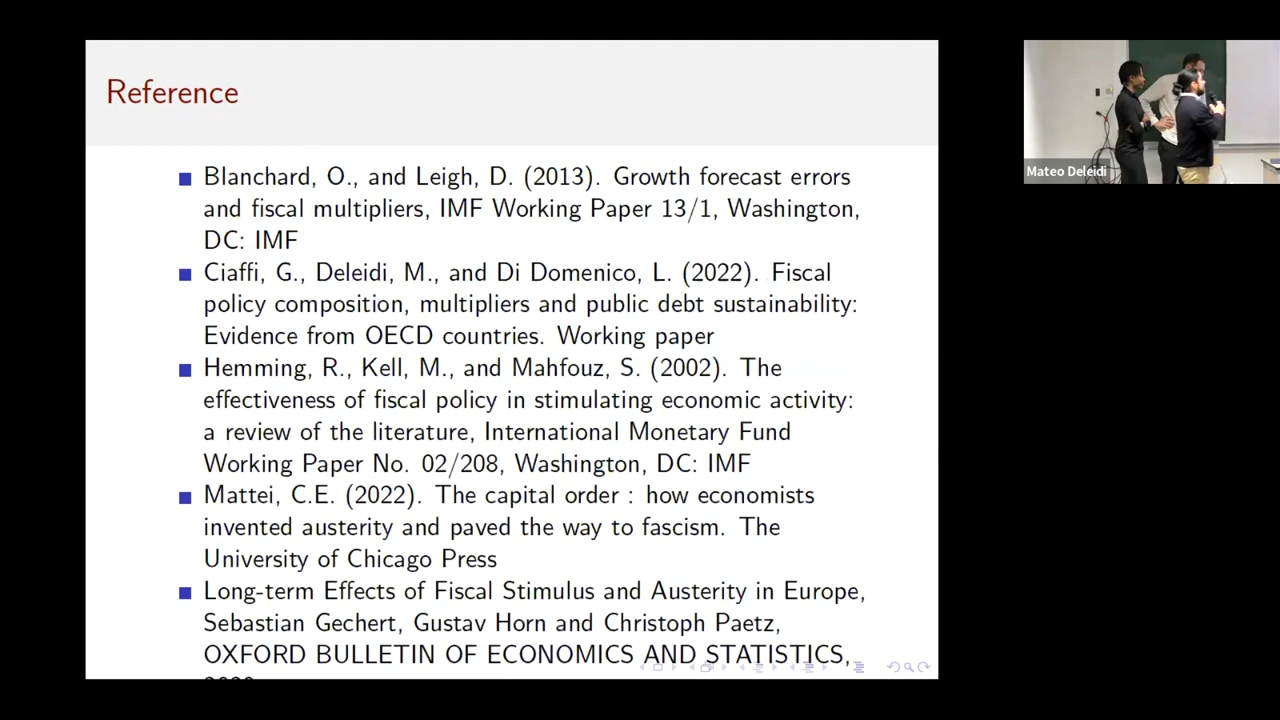 Reference
Blanchard, O., and Leigh, D. (2013). Growth forecast errors
and fiscal multipliers, IMF Working Paper 13/1, Washington,
DC: IMF
Ciaffi, G., Deleidi, M., and Di Domenico, L. (2022). Fiscal
policy composition, multipliers and public debt sustainability:
Evidence from OECD countries. Working paper
Hemming, R., Kell, M., and Mahfouz, S. (2002). The
effectiveness of fiscal policy in stimulating economic activity:
a review of the literature, International Monetary Fund
Working Paper No. 02/208, Washington, DC: IMF
Mattei, C.E. (2022). The capital order : how economists
invented austerity and paved the way to fascism. The
University of Chicago Press
Long-term Effects of Fiscal Stimulus and Austerity in Europe,
Sebastian Gechert, Gustav Horn and Christoph Paetz,
OXFORD BULLETIN OF ECONOMICS AND STATISTICS,
Mateo Deleidi